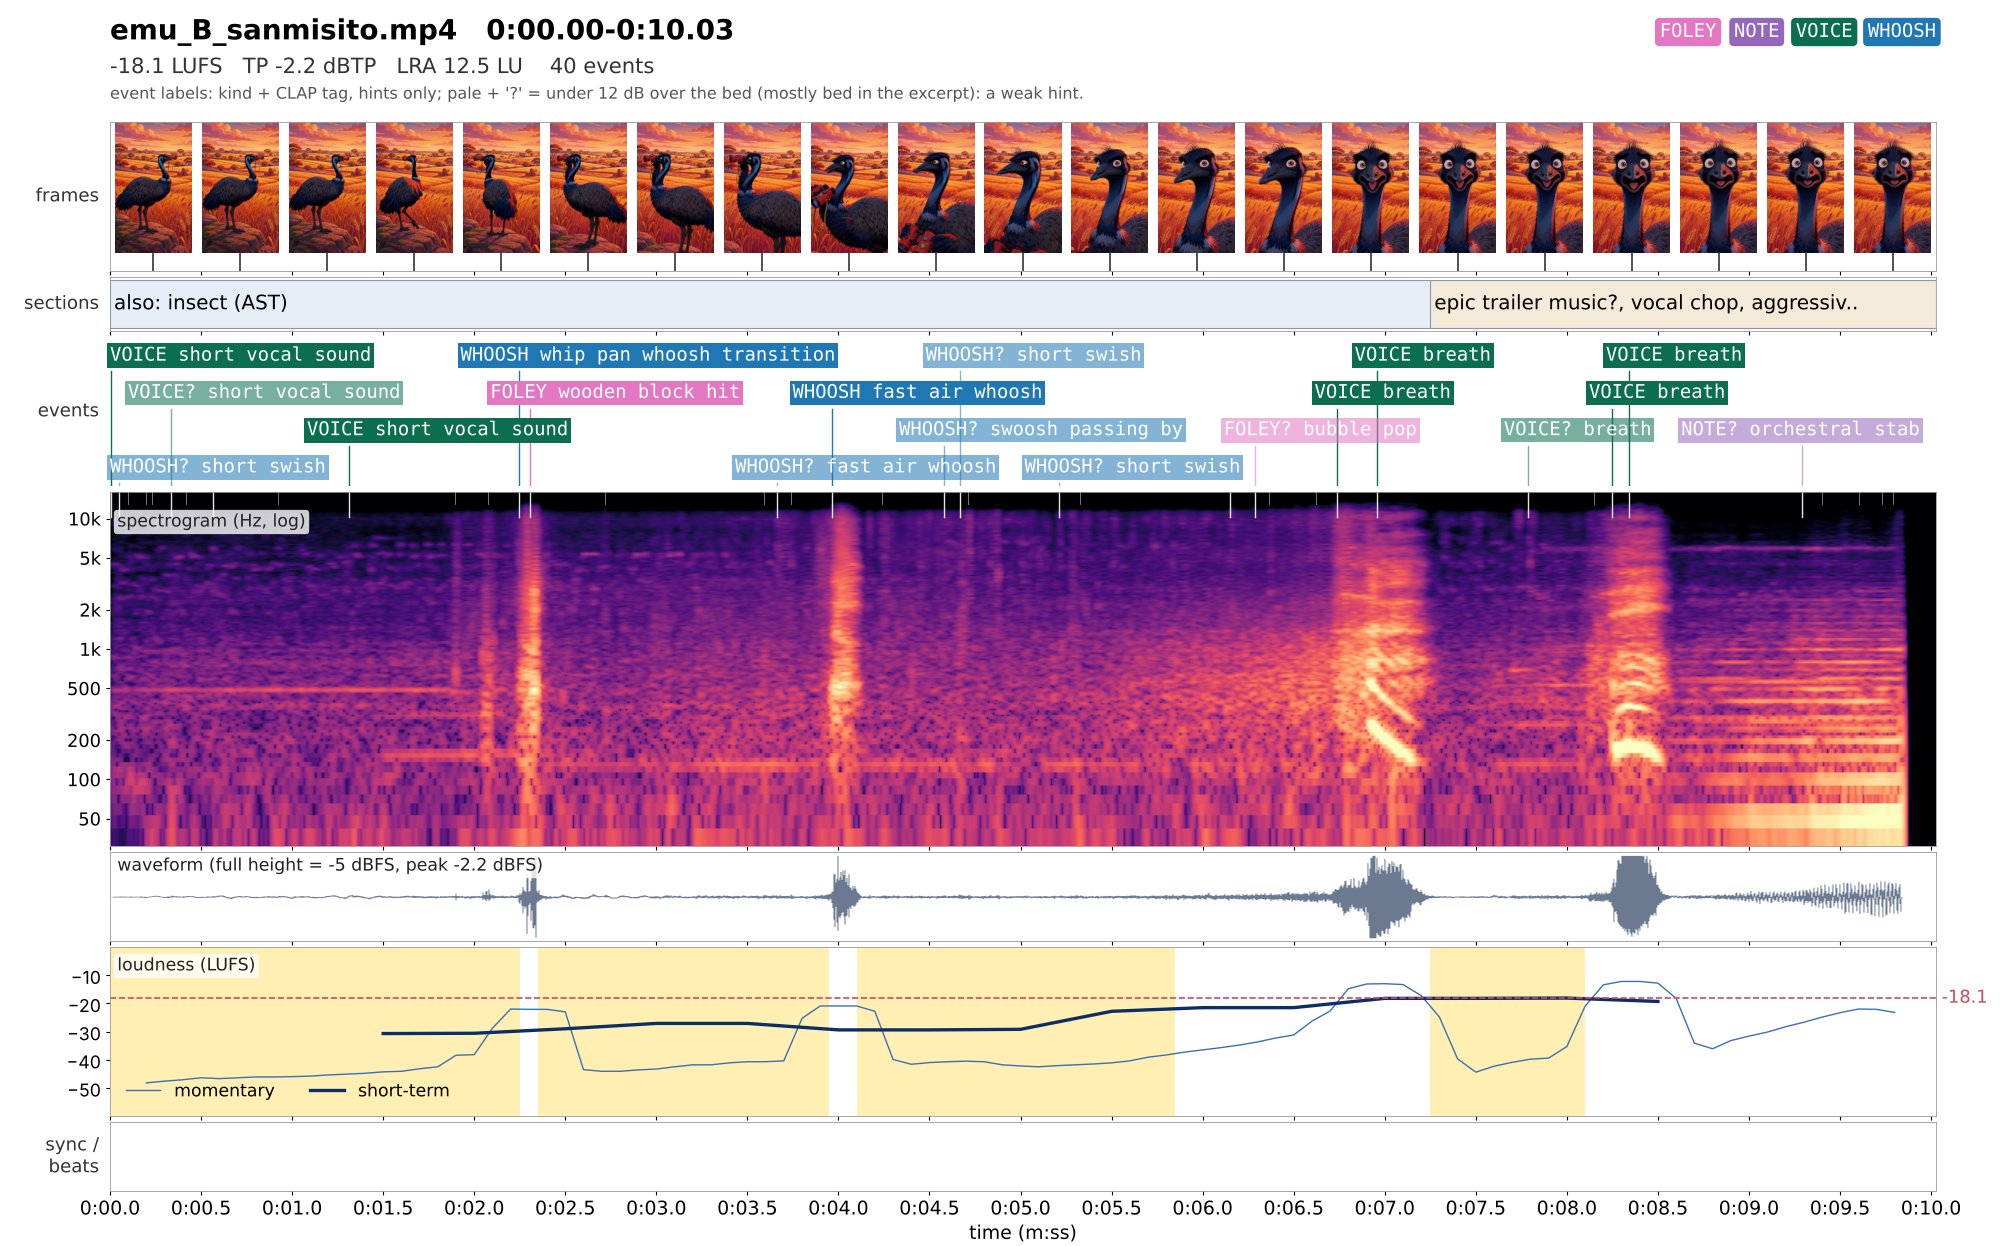 emu_B_sanmisito.mp4   0:00.00-0:10.03
FOLEY NOTE VOICE WHOOSH
-18.1 LUFS   TP -2.2 dBTP   LRA 12.5 LU    40 events
event labels: kind + CLAP tag, hints only; pale + '?' = under 12 dB over the bed (mostly bed in the excerpt): a weak hint.
frames
sections
also: insect (AST)
epic trailer music?, vocal chop, aggressiv..
VOICE short vocal sound
WHOOSH whip pan whoosh transition
WHOOSH? short swish
VOICE breath
VOICE breath
VOICE? short vocal sound
FOLEY wooden block hit
WHOOSH fast air whoosh
VOICE breath
VOICE breath
events
VOICE short vocal sound
WHOOSH? swoosh passing by
FOLEY? bubble pop
VOICE? breath
NOTE? orchestral stab
WHOOSH? short swish
WHOOSH? fast air whoosh
WHOOSH? short swish
spectrogram (Hz, log)
10k
5k
2k
1k
500
200
100
50
waveform (full height = -5 dBFS, peak -2.2 dBFS)
loudness (LUFS)
−10
−20
−30
−40
−50
-18.1
momentary
short-term
sync /
beats
0:00.0 0:00.5 0:01.0 0:01.5 0:02.0 0:02.5 0:03.0 0:03.5 0:04.0 0:04.5 0:05.0 0:05.5 0:06.0 0:06.5 0:07.0 0:07.5 0:08.0 0:08.5 0:09.0 0:09.5 0:10.0
time (m:ss)